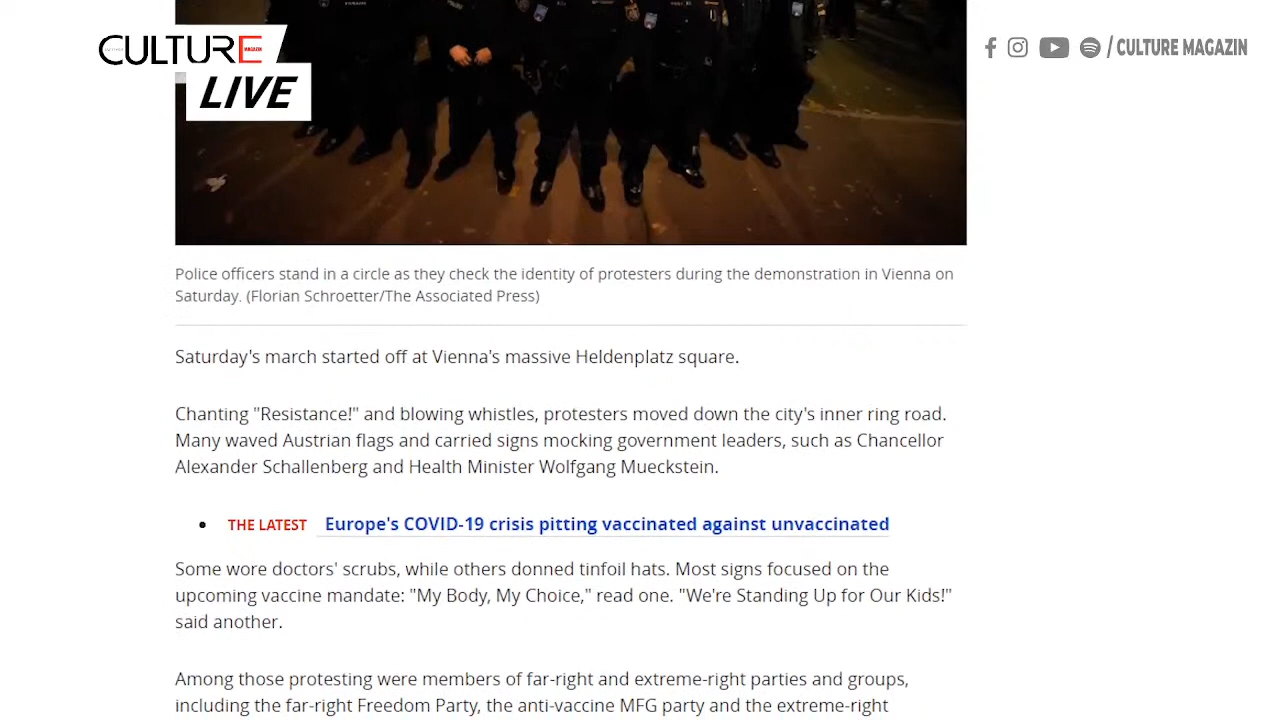 CULTURE
MAGAZIN
LIVE
/ CULTURE MAGAZIN
Police officers stand in a circle as they check the identity of protesters during the demonstration in Vienna on
Saturday. (Florian Schroetter/The Associated Press)
Saturday's march started off at Vienna's massive Heldenplatz square.
Chanting "Resistance!" and blowing whistles, protesters moved down the city's inner ring road.
Many waved Austrian flags and carried signs mocking government leaders, such as Chancellor
Alexander Schallenberg and Health Minister Wolfgang Mueckstein.
• THE LATEST Europe's COVID-19 crisis pitting vaccinated against unvaccinated
Some wore doctors' scrubs, while others donned tinfoil hats. Most signs focused on the
upcoming vaccine mandate: "My Body, My Choice," read one. "We're Standing Up for Our Kids!"
said another.
Among those protesting were members of far-right and extreme-right parties and groups,
including the far-right Freedom Party, the anti-vaccine MFG party and the extreme-right